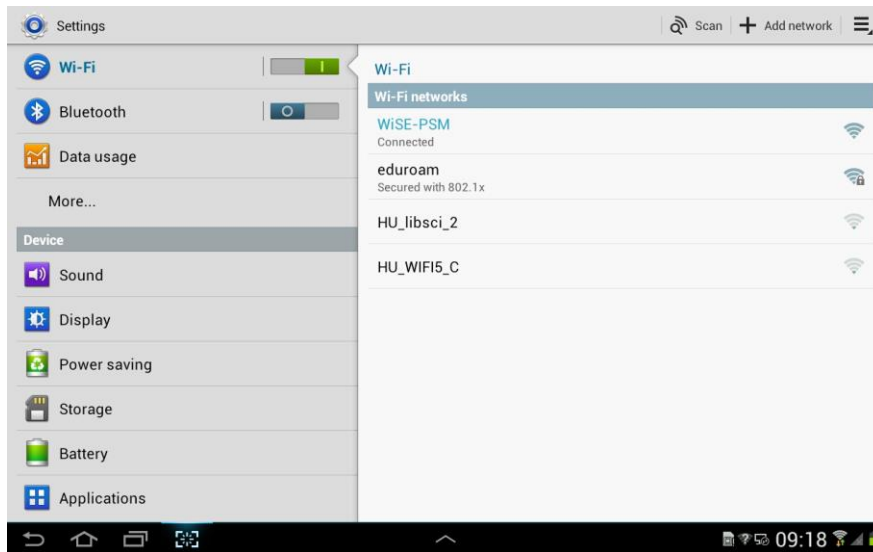 Settings
Scan
Add network
Wi-Fi
Bluetooth
Data usage
More...
Device
Sound
Display
Power saving
Storage
Battery
Applications
Wi-Fi
Wi-Fi networks
WiSE-PSM
Connected
eduroam
Secured with 802.1x
HU_libsci_2
HU_WIFI5_C
09:18